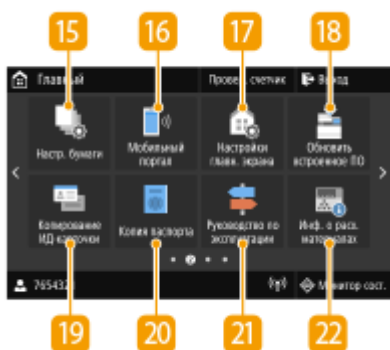 15 16 17 18
Главный Провер. счетчик Выход
Настр. бумаги
Мобильный
портал
Настройки
главн. экрана
Обновить
встроенное ПО
Копирование
ИД карточки
Копия паспорта
Руководство по
эксплуатации
Инф. о расх.
материалах
7654321 Монитор сост.
19 20 21 22